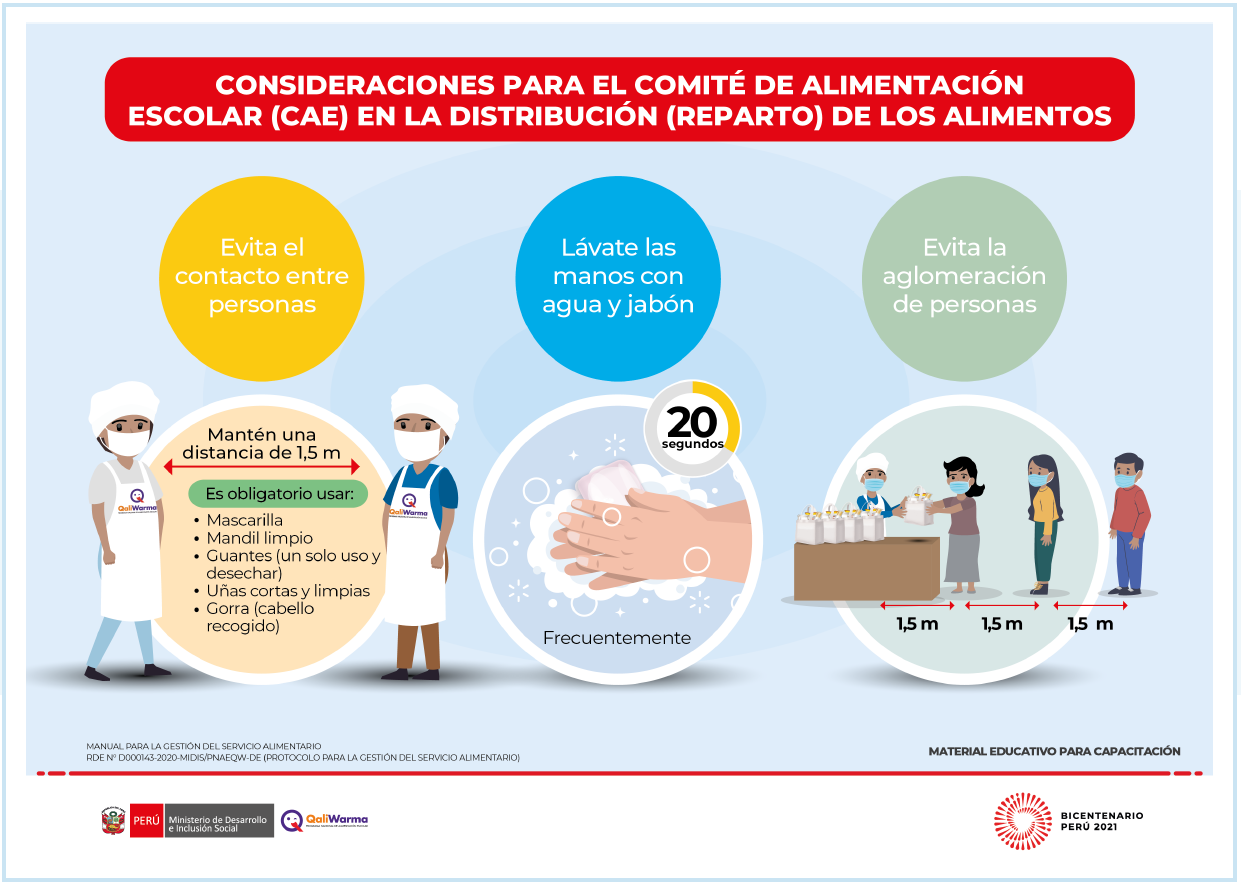 CONSIDERACIONES PARA EL COMITÉ DE ALIMENTACIÓN
ESCOLAR (CAE) EN LA DISTRIBUCIÓN (REPARTO) DE LOS ALIMENTOS
Evita el
contacto entre
personas
Lávate las
manos con
agua y jabón
Evita la
aglomeración
de personas
Mantén una
distancia de 1,5 m
Es obligatorio usar:
• Mascarilla
• Mandil limpio
• Guantes (un solo uso y
desechar)
• Uñas cortas y limpias
• Gorra (cabello
recogido)
QaliWarma
QaliWarma
20
segundos
Frecuentemente
1,5 m
1,5 m
1,5 m
MANUAL PARA LA GESTIÓN DEL SERVICIO ALIMENTARIO
RDE Nº D000143-2020-MIDIS/PNAEQW-DE (PROTOCOLO PARA LA GESTIÓN DEL SERVICIO ALIMENTARIO)
MATERIAL EDUCATIVO PARA CAPACITACIÓN
PERÚ
Ministerio de Desarrollo
e Inclusión Social
QaliWarma
BICENTENARIO
PERÚ 2021